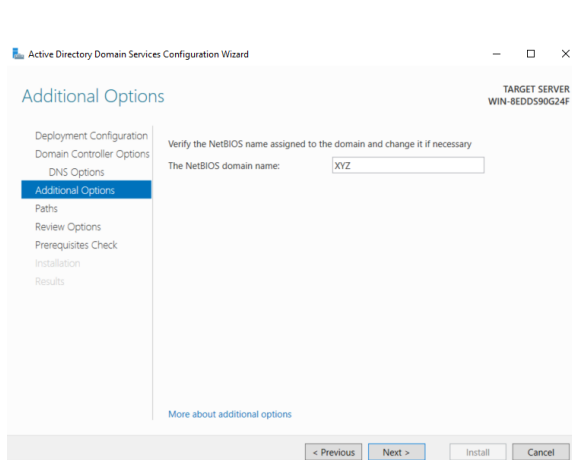 Active Directory Domain Services Configuration Wizard
Additional Options
TARGET SERVER
WIN-8EDDS90G24F
Deployment Configuration
Domain Controller Options
DNS Options
Additional Options
Paths
Review Options
Prerequisites Check
Installation
Results
Verify the NetBIOS name assigned to the domain and change it if necessary
The NetBIOS domain name: XYZ
More about additional options
< Previous Next > Install Cancel